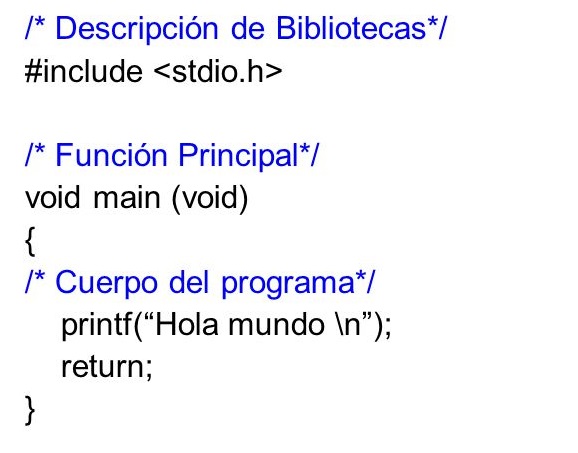 /* Descripción de Bibliotecas*/
#include <stdio.h>
/* Función Principal*/
void main (void)
{
/* Cuerpo del programa*/
printf(“Hola mundo \n”);
return;
}